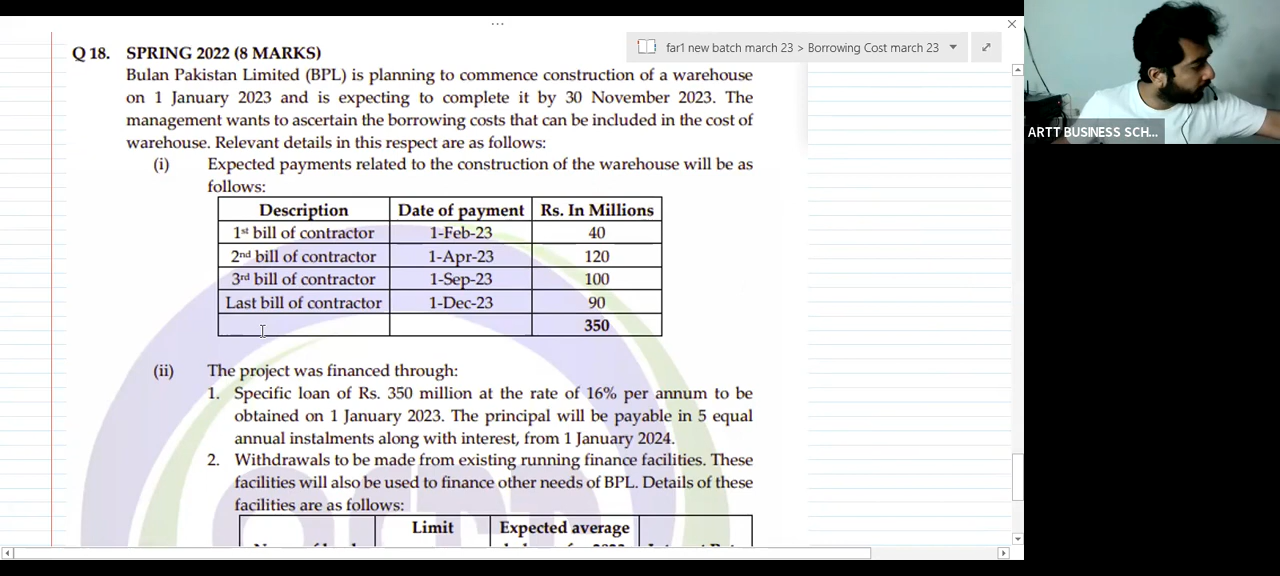 far1 new batch march 23 > Borrowing Cost march 23
Q 18. SPRING 2022 (8 MARKS)
Bulan Pakistan Limited (BPL) is planning to commence construction of a warehouse
on 1 January 2023 and is expecting to complete it by 30 November 2023. The
management wants to ascertain the borrowing costs that can be included in the cost of
warehouse. Relevant details in this respect are as follows:
(i) Expected payments related to the construction of the warehouse will be as
follows:
Description Date of payment Rs. In Millions
1st bill of contractor 1-Feb-23 40
2nd bill of contractor 1-Apr-23 120
3rd bill of contractor 1-Sep-23 100
Last bill of contractor 1-Dec-23 90
350
(ii) The project was financed through:
1. Specific loan of Rs. 350 million at the rate of 16% per annum to be
obtained on 1 January 2023. The principal will be payable in 5 equal
annual instalments along with interest, from 1 January 2024.
2. Withdrawals to be made from existing running finance facilities. These
facilities will also be used to finance other needs of BPL. Details of these
facilities are as follows:
Limit Expected average
ARTT BUSINESS SCH...